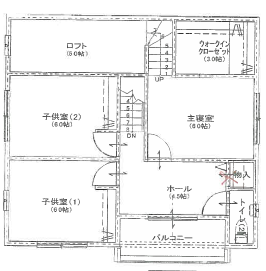 ロフト
(5.0帖)
ウォークイン
クローゼット
(3.0帖)
UP
子供室(2)
(6.0帖)
主寝室
(6.0帖)
DN
子供室(1)
(6.0帖)
ホール
(4.5帖)
物入
トイレ
バルコニー